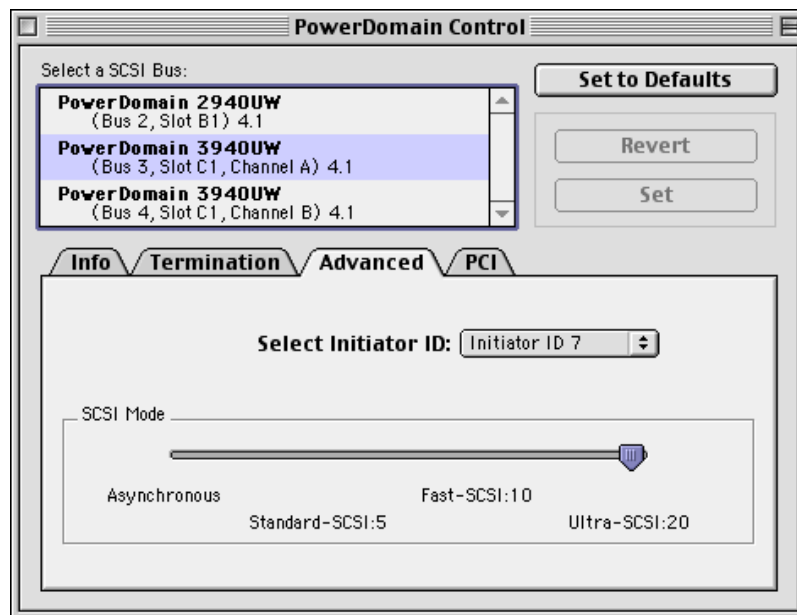 PowerDomain Control
Select a SCSI Bus:
PowerDomain 2940UW
(Bus 2, Slot B1) 4.1
PowerDomain 3940UW
(Bus 3, Slot C1, Channel A) 4.1
PowerDomain 3940UW
(Bus 4, Slot C1, Channel B) 4.1
Set to Defaults
Revert
Set
Info
Termination
Advanced
PCI
Select Initiator ID: Initiator ID 7
SCSI Mode
Asynchronous
Fast-SCSI:10
Standard-SCSI:5
Ultra-SCSI:20